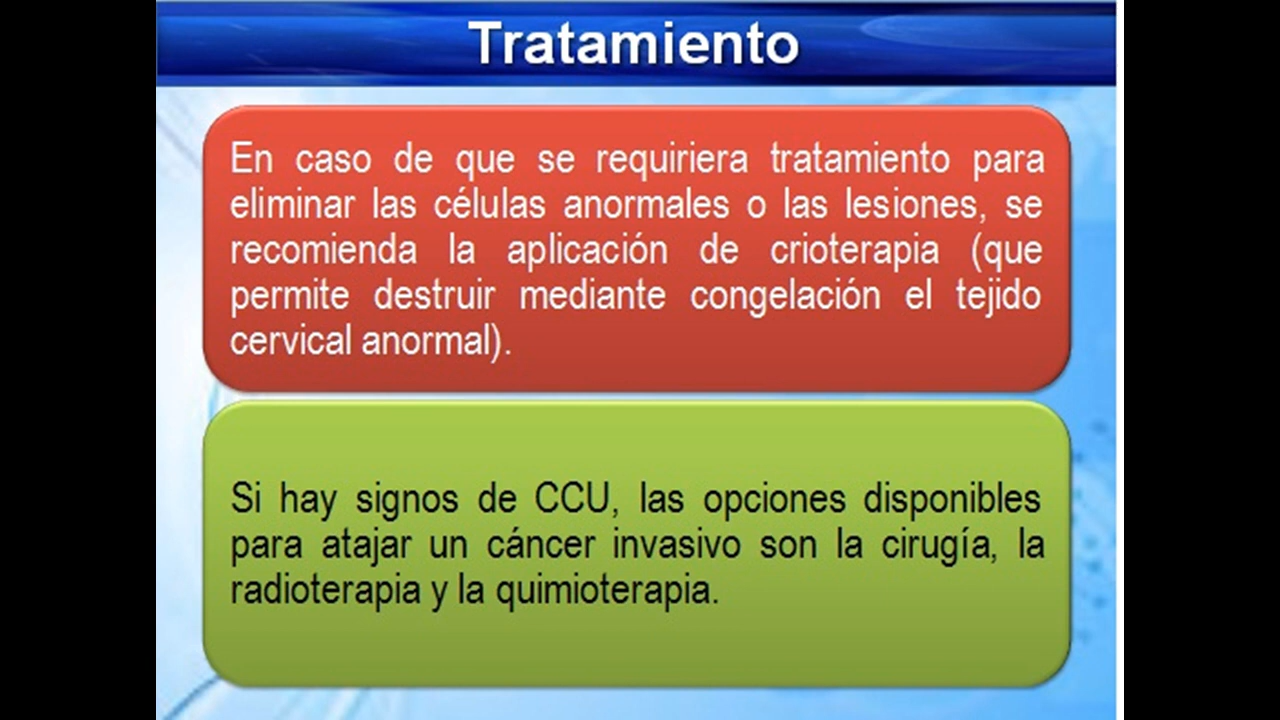 Tratamiento
En caso de que se requiriera tratamiento para
eliminar las células anormales o las lesiones, se
recomienda la aplicación de crioterapia (que
permite destruir mediante congelación el tejido
cervical anormal).
Si hay signos de CCU, las opciones disponibles
para atajar un cáncer invasivo son la cirugía, la
radioterapia y la quimioterapia.